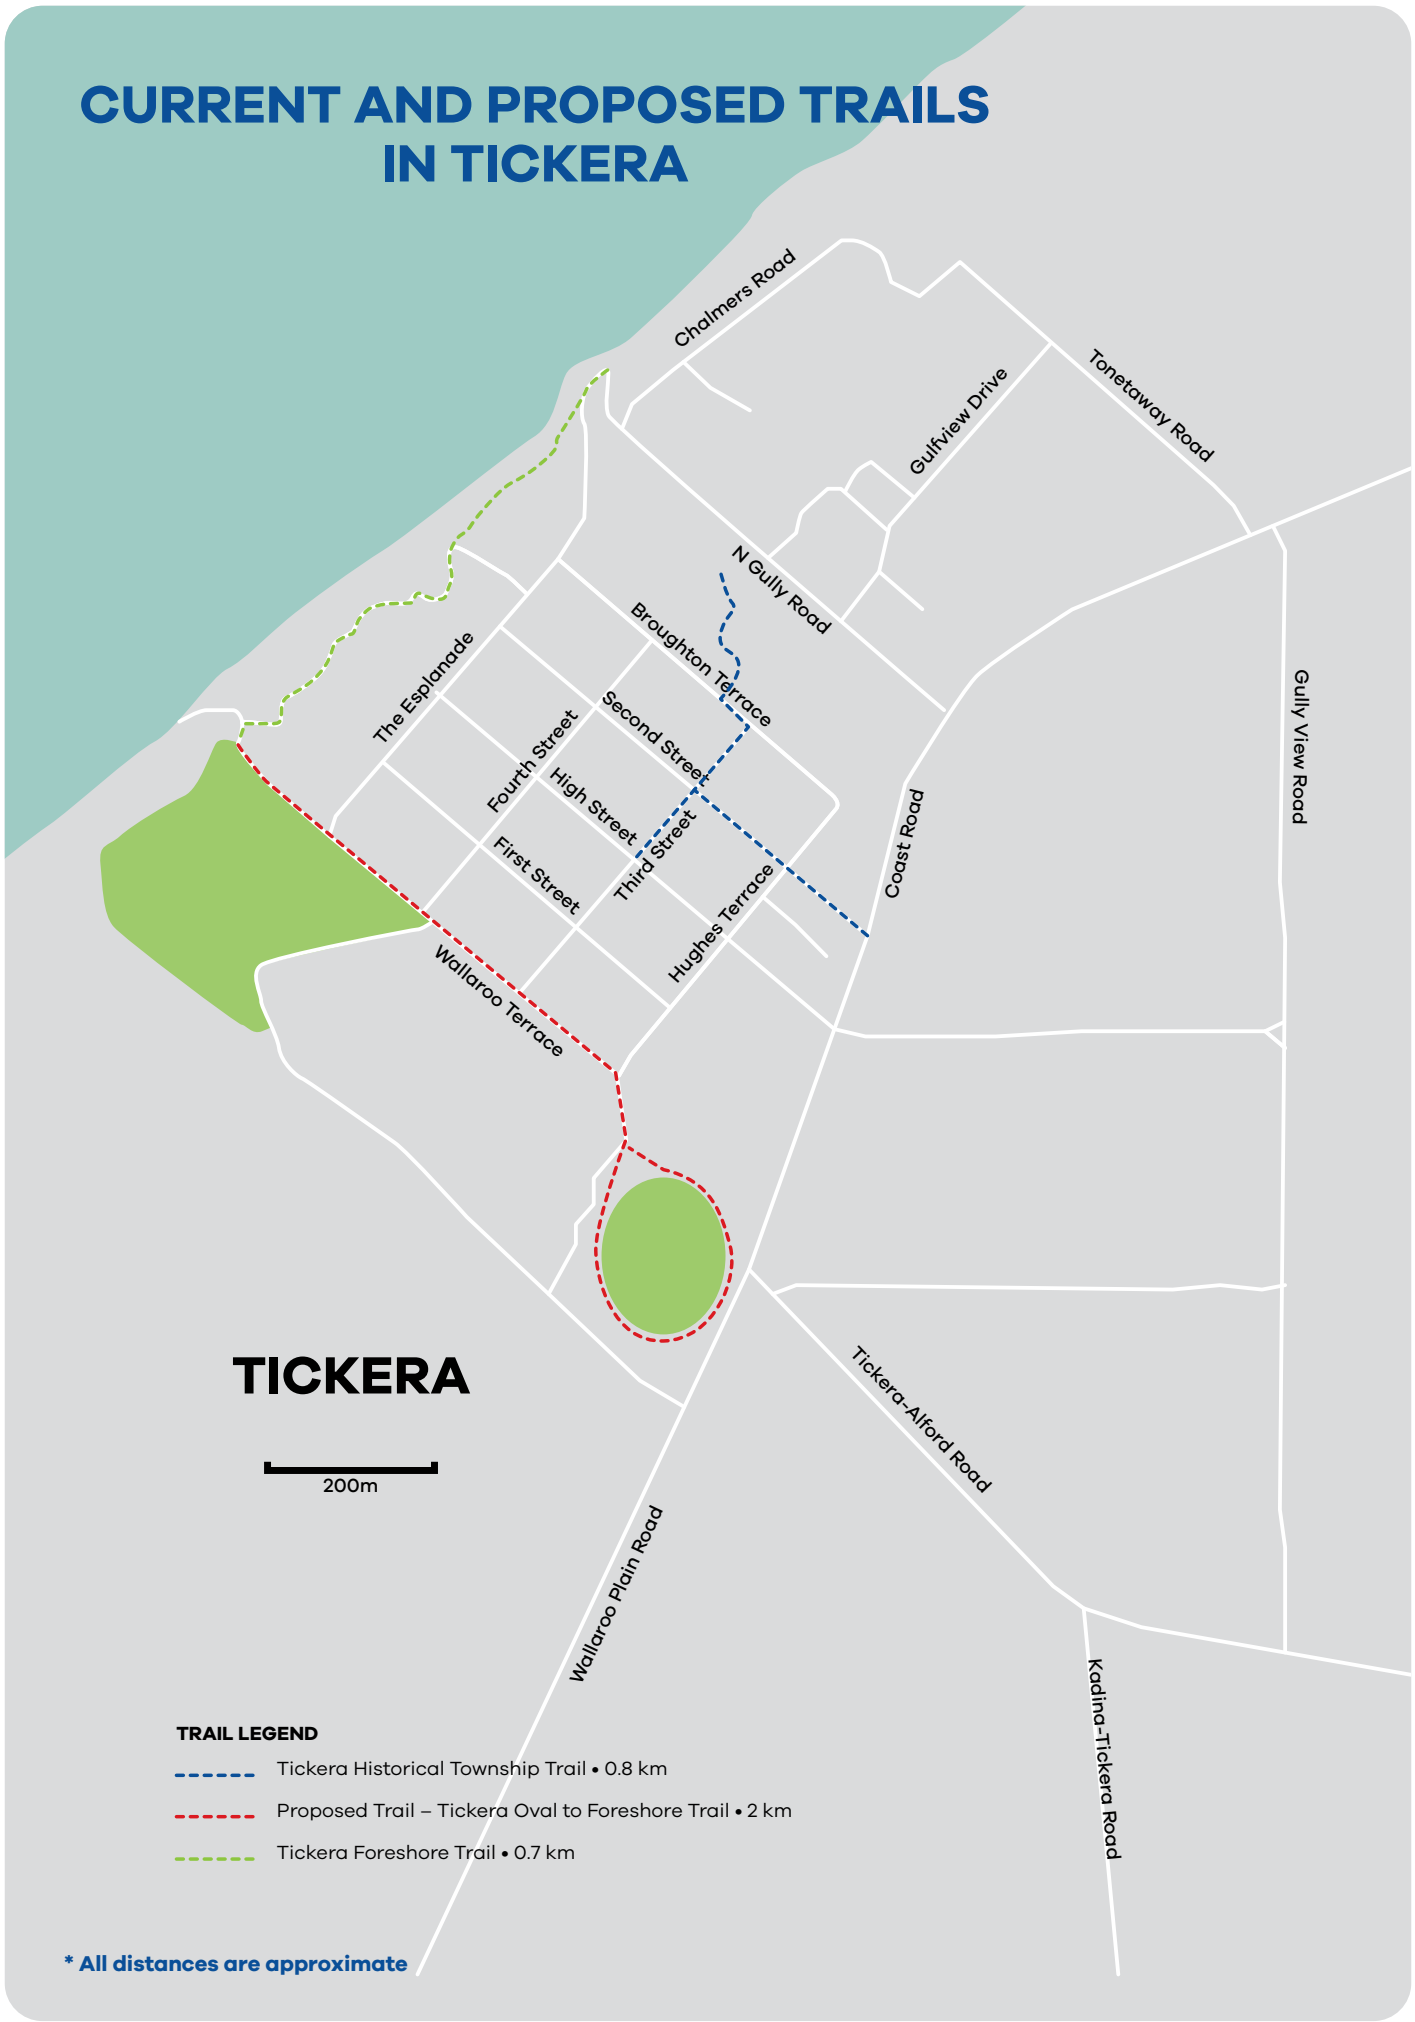 CURRENT AND PROPOSED TRAILS
IN TICKERA
Chalmers Road
Tonetaway Road
Gulfview Drive
N Gully Road
Broughton Terrace
The Esplanade
Second Street
Fourth Street
High Street
Third Street
First Street
Hughes Terrace
Coast Road
Gully View Road
Wallaroo Terrace
TICKERA
200m
Tickera-Alford Road
Wallaroo Plain Road
Kadina-Tickera Road
TRAIL LEGEND
Tickera Historical Township Trail • 0.8 km
Proposed Trail – Tickera Oval to Foreshore Trail • 2 km
Tickera Foreshore Trail • 0.7 km
* All distances are approximate